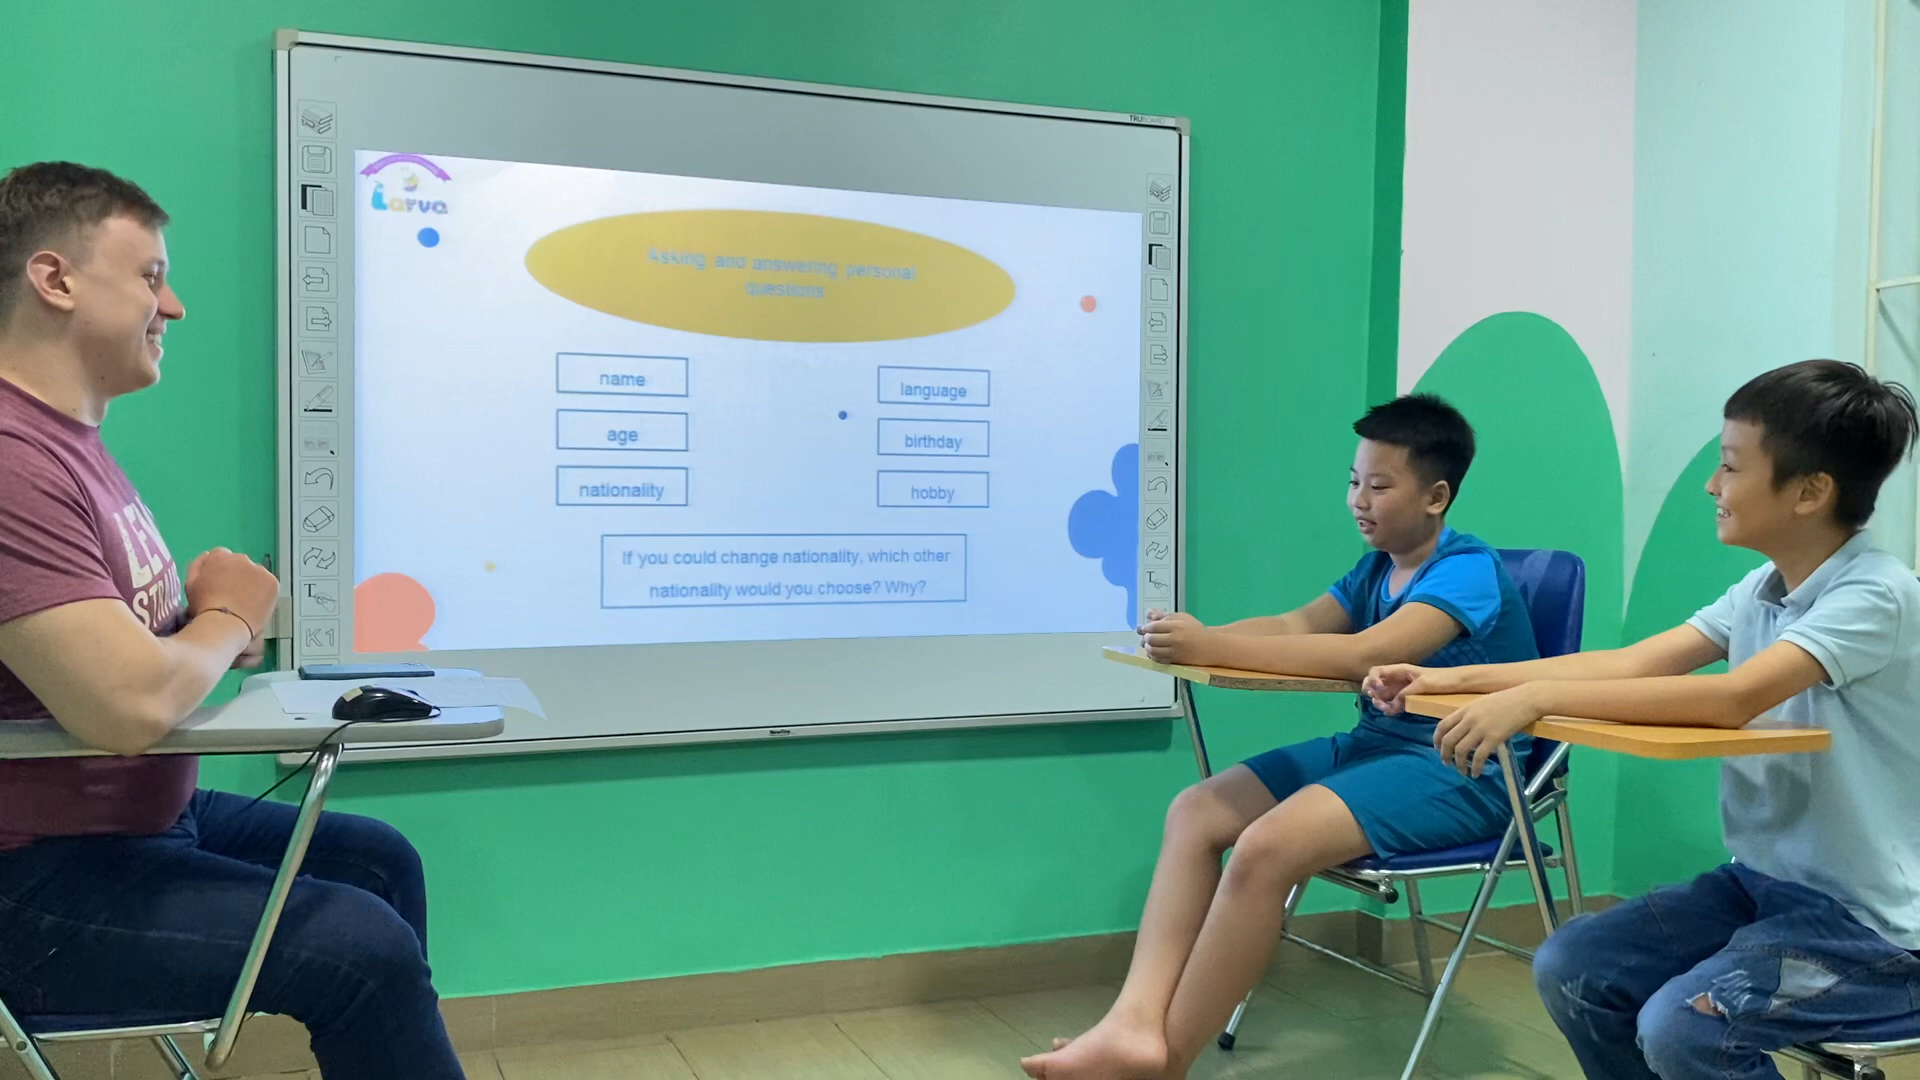 TRUBOARD
Larva
Asking and answering personal
questions
name
language
age
birthday
nationality
hobby
If you could change nationality, which other
nationality would you choose? Why?
T
T
K1